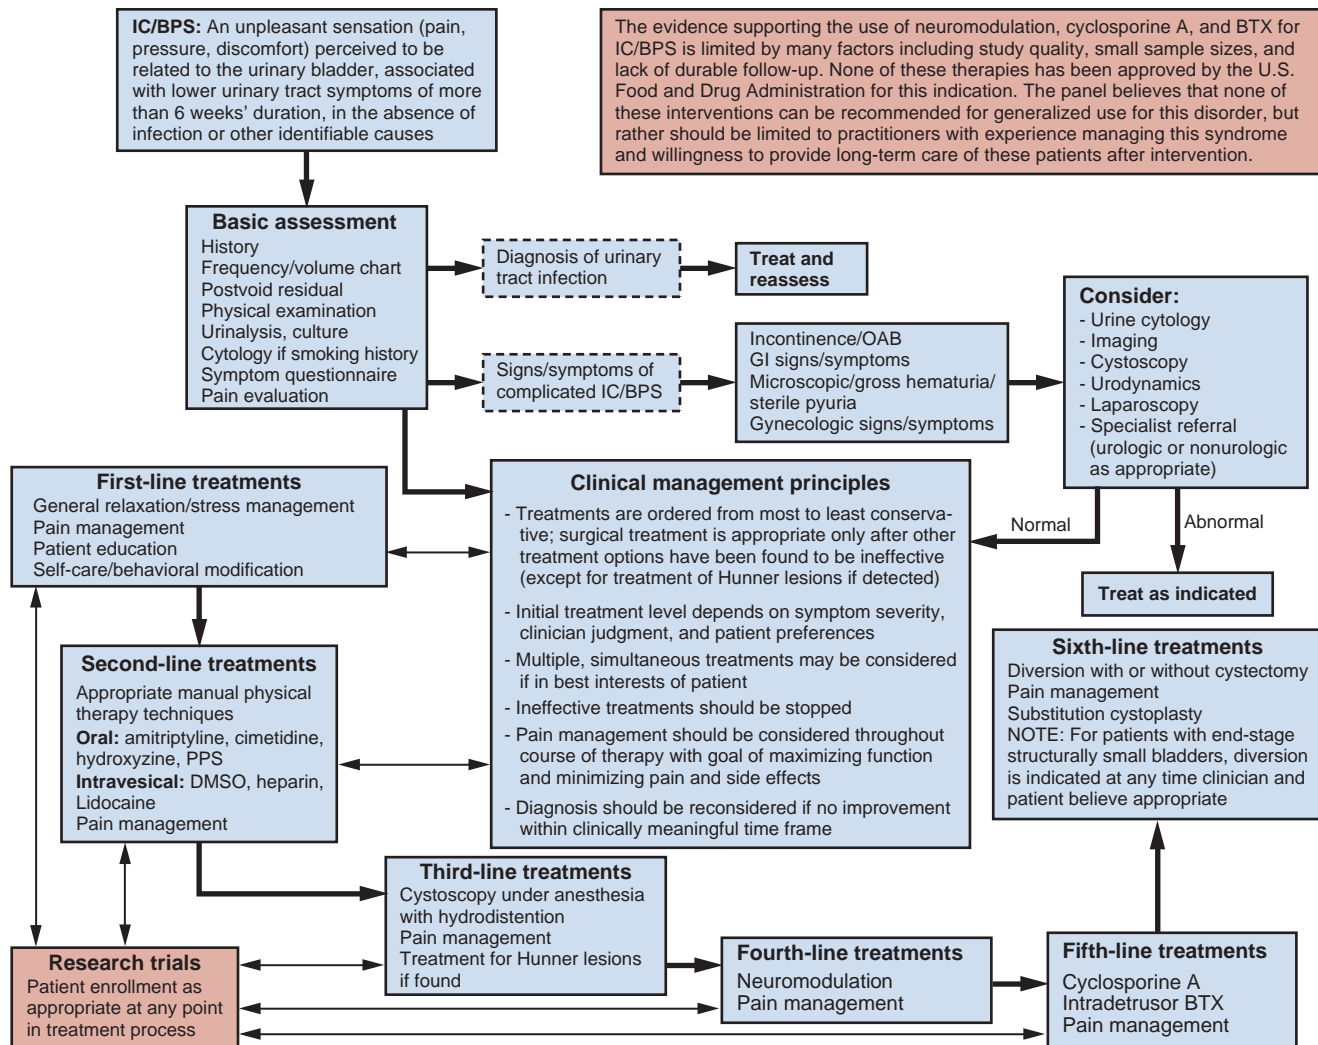 IC/BPS: An unpleasant sensation (pain,
pressure, discomfort) perceived to be
related to the urinary bladder, associated
with lower urinary tract symptoms of more
than 6 weeks’ duration, in the absence of
infection or other identifiable causes
The evidence supporting the use of neuromodulation, cyclosporine A, and BTX for
IC/BPS is limited by many factors including study quality, small sample sizes, and
lack of durable follow-up. None of these therapies has been approved by the U.S.
Food and Drug Administration for this indication. The panel believes that none of
these interventions can be recommended for generalized use for this disorder, but
rather should be limited to practitioners with experience managing this syndrome
and willingness to provide long-term care of these patients after intervention.
Basic assessment
History
Frequency/volume chart
Postvoid residual
Physical examination
Urinalysis, culture
Cytology if smoking history
Symptom questionnaire
Pain evaluation
Diagnosis of urinary
tract infection
Treat and
reassess
Signs/symptoms of
complicated IC/BPS
Incontinence/OAB
GI signs/symptoms
Microscopic/gross hematuria/
sterile pyuria
Gynecologic signs/symptoms
Consider:
- Urine cytology
- Imaging
- Cystoscopy
- Urodynamics
- Laparoscopy
- Specialist referral
(urologic or nonurologic
as appropriate)
Normal
Abnormal
Treat as indicated
First-line treatments
General relaxation/stress management
Pain management
Patient education
Self-care/behavioral modification
Clinical management principles
- Treatments are ordered from most to least conserva-
tive; surgical treatment is appropriate only after other
treatment options have been found to be ineffective
(except for treatment of Hunner lesions if detected)
- Initial treatment level depends on symptom severity,
clinician judgment, and patient preferences
- Multiple, simultaneous treatments may be considered
if in best interests of patient
- Ineffective treatments should be stopped
- Pain management should be considered throughout
course of therapy with goal of maximizing function
and minimizing pain and side effects
- Diagnosis should be reconsidered if no improvement
within clinically meaningful time frame
Second-line treatments
Appropriate manual physical
therapy techniques
Oral: amitriptyline, cimetidine,
hydroxyzine, PPS
Intravesical: DMSO, heparin,
Lidocaine
Pain management
Third-line treatments
Cystoscopy under anesthesia
with hydrodistention
Pain management
Treatment for Hunner lesions
if found
Fourth-line treatments
Neuromodulation
Pain management
Fifth-line treatments
Cyclosporine A
Intradetrusor BTX
Pain management
Sixth-line treatments
Diversion with or without cystectomy
Pain management
Substitution cystoplasty
NOTE: For patients with end-stage
structurally small bladders, diversion
is indicated at any time clinician and
patient believe appropriate
Research trials
Patient enrollment as
appropriate at any point
in treatment process